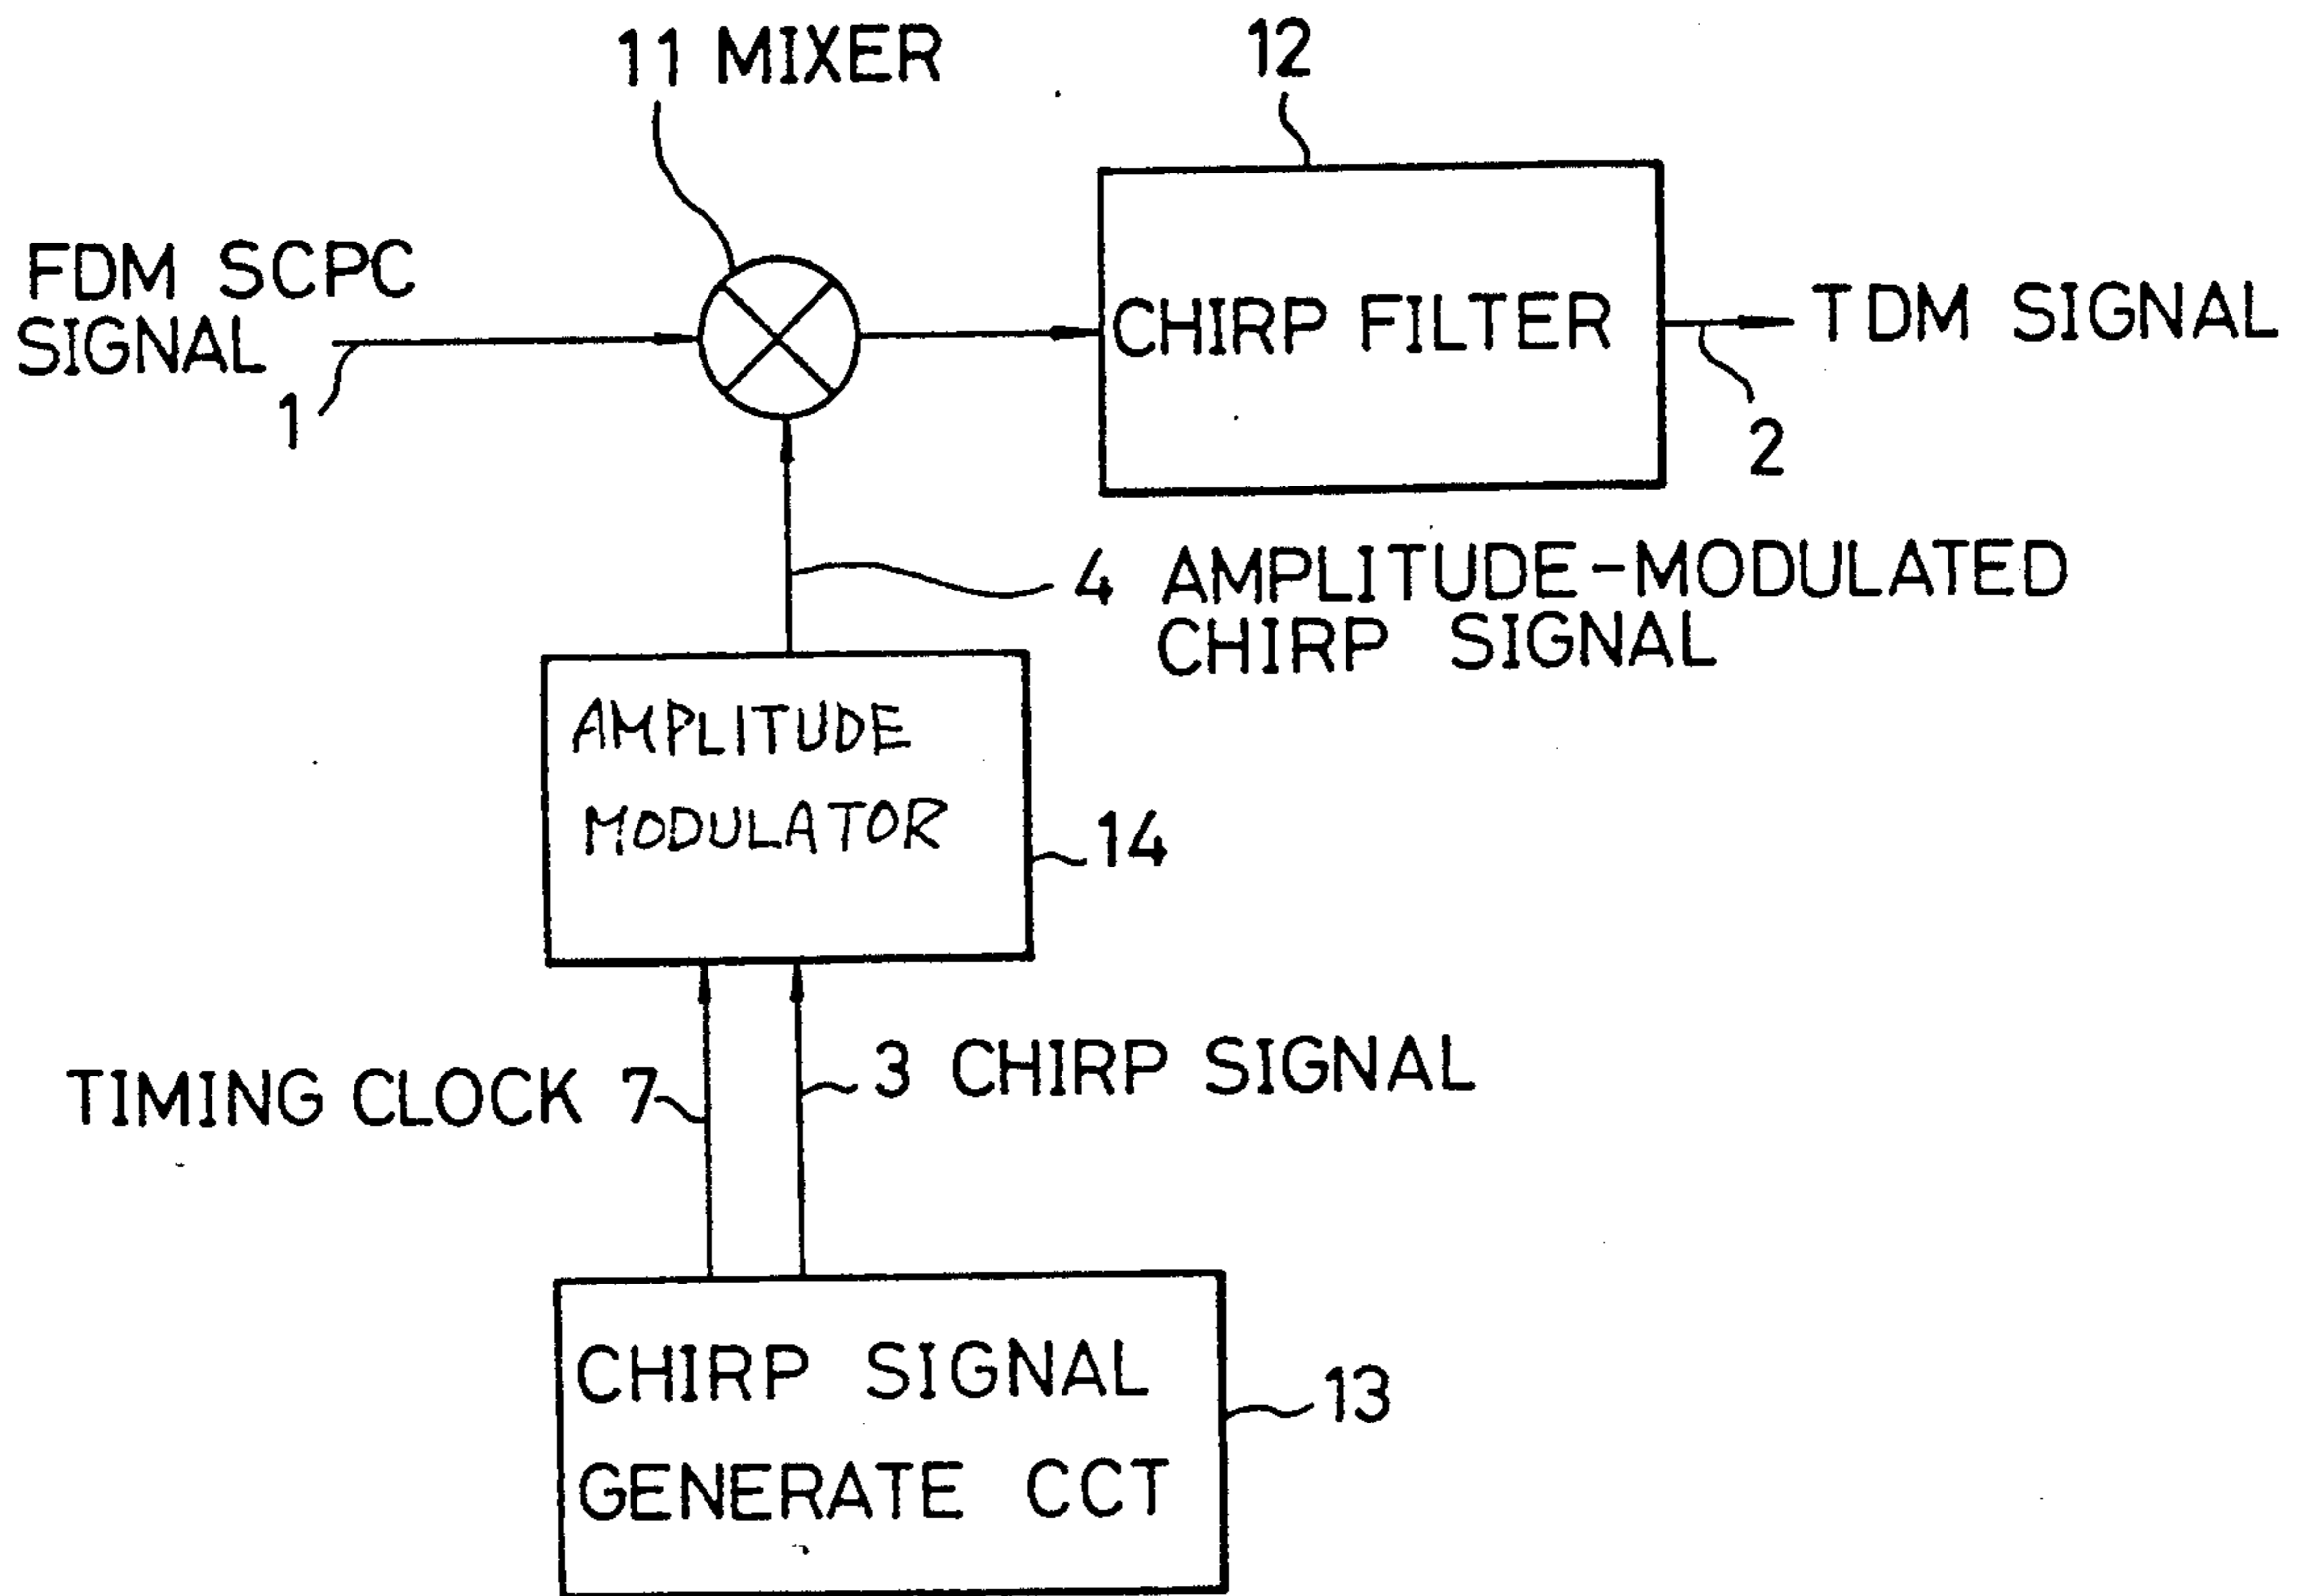 11 MIXER
12
FDM SCPC
SIGNAL
1
CHIRP FILTER
TDM SIGNAL
2
4 AMPLITUDE-MODULATED
CHIRP SIGNAL
AMPLITUDE
MODULATOR
14
TIMING CLOCK 7
3 CHIRP SIGNAL
CHIRP SIGNAL
GENERATE CCT
13